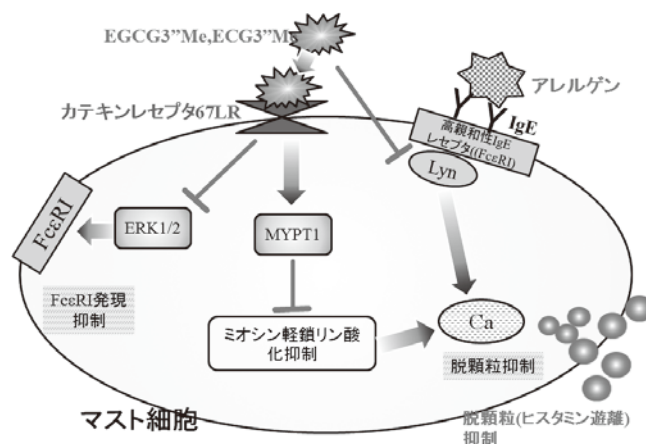 EGCG3”Me,ECG3”Me
アレルゲン
カテキンレセプタ67LR
IgE
高親和性IgE
レセプタ((FcεRI)
Lyn
FcεRI
ERK1/2
MYPT1
FcεRI発現
抑制
ミオシン軽鎖リン酸
化抑制
Ca
脱顆粒抑制
マスト細胞
脱顆粒(ヒスタミン遊離)
抑制